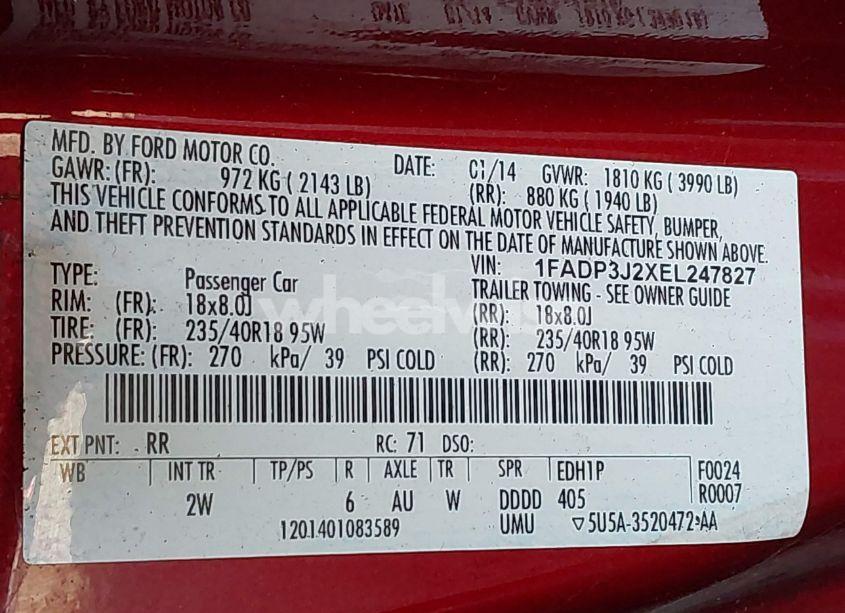 MFD. BY FORD MOTOR CO. DATE: 01/14 GVWR: 1810 KG ( 3990 LB)
GAWR: (FR): 972 KG ( 2143 LB) (RR): 880 KG ( 1940 LB)
THIS VEHICLE CONFORMS TO ALL APPLICABLE FEDERAL MOTOR VEHICLE SAFETY, BUMPER,
AND THEFT PREVENTION STANDARDS IN EFFECT ON THE DATE OF MANUFACTURE SHOWN ABOVE.
VIN: 1FADP3J2XEL247827
TYPE: Passenger Car TRAILER TOWING - SEE OWNER GUIDE
RIM: (FR): 18x8.0J (RR): 18x8.0J
TIRE: (FR): 235/40R18 95W (RR): 235/40R18 95W
PRESSURE: (FR): 270 kPa/ 39 PSI COLD (RR): 270 kPa/ 39 PSI COLD
EXT PNT: RR RC: 71 DSO:
WB INT TR TP/PS R AXLE TR SPR EDH1P F0024
2W 6 AU W DDDD 405 R0007
1201401083589 UMU ▽5U5A-3520472-AA